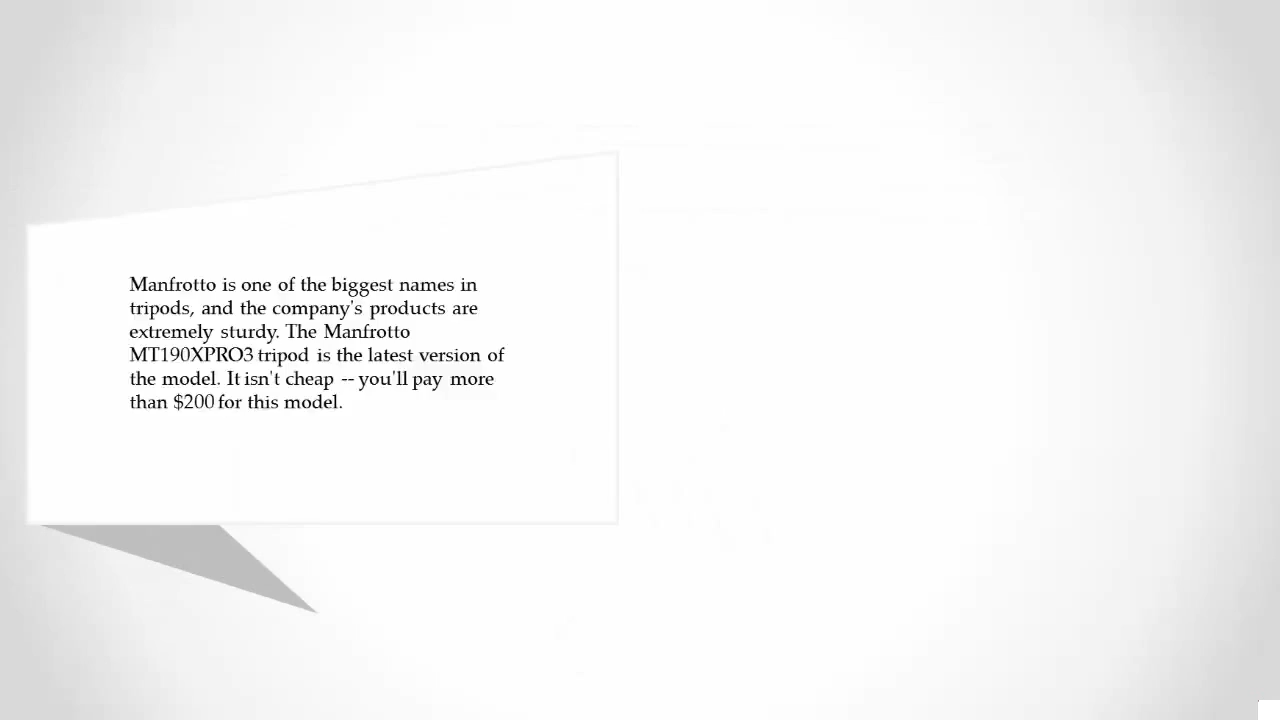 Manfrotto is one of the biggest names in
tripods, and the company's products are
extremely sturdy. The Manfrotto
MT190XPRO3 tripod is the latest version of
the model. It isn't cheap -- you'll pay more
than $200 for this model.